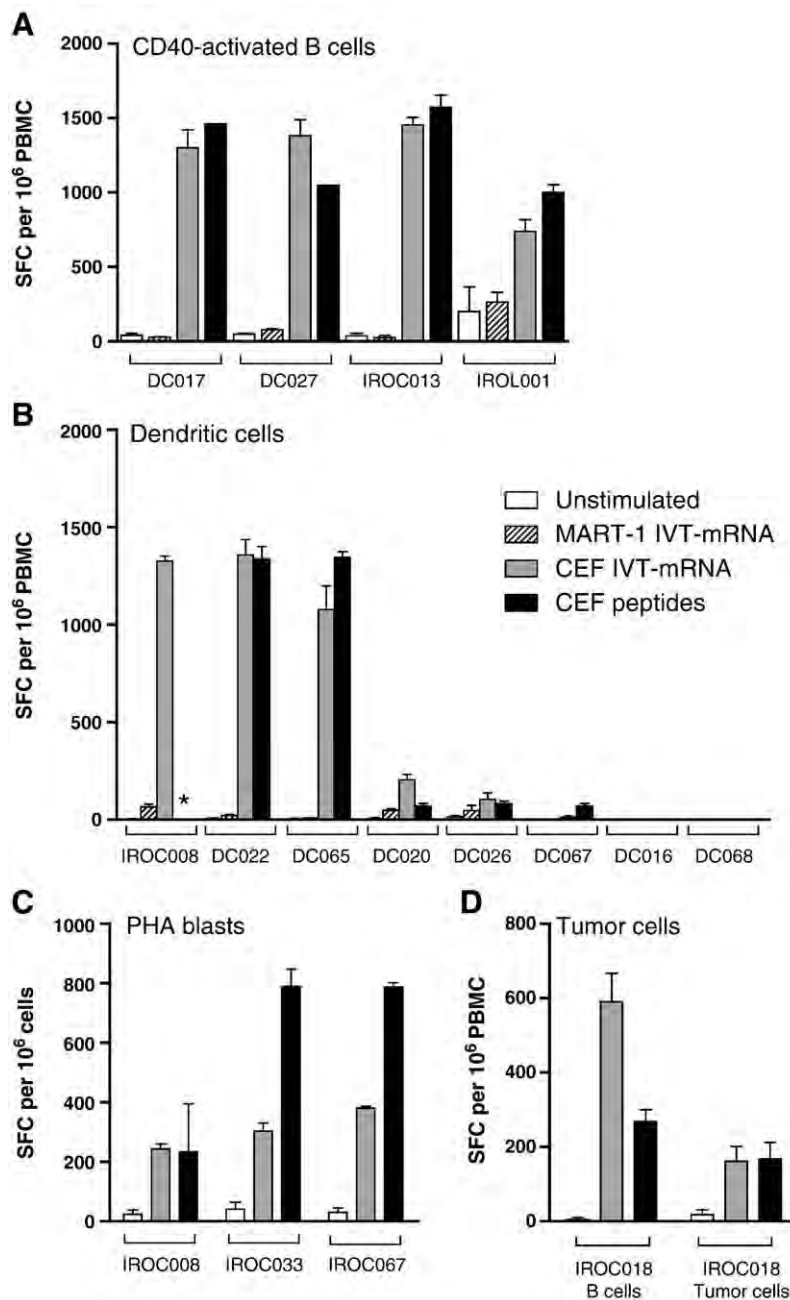 A
CD40-activated B cells
2000
1500
1000
500
0
SFC per 10⁶ PBMC
DC017 DC027 IROC013 IROL001
B
Dendritic cells
2000
1500
1000
500
0
SFC per 10⁶ PBMC
Unstimulated
MART-1 IVT-mRNA
CEF IVT-mRNA
CEF peptides
*
IROC008 DC022 DC065 DC020 DC026 DC067 DC016 DC068
C
PHA blasts
1000
800
600
400
200
0
SFC per 10⁶ cells
IROC008 IROC033 IROC067
D
Tumor cells
800
600
400
200
0
SFC per 10⁶ PBMC
IROC018 IROC018
B cells Tumor cells